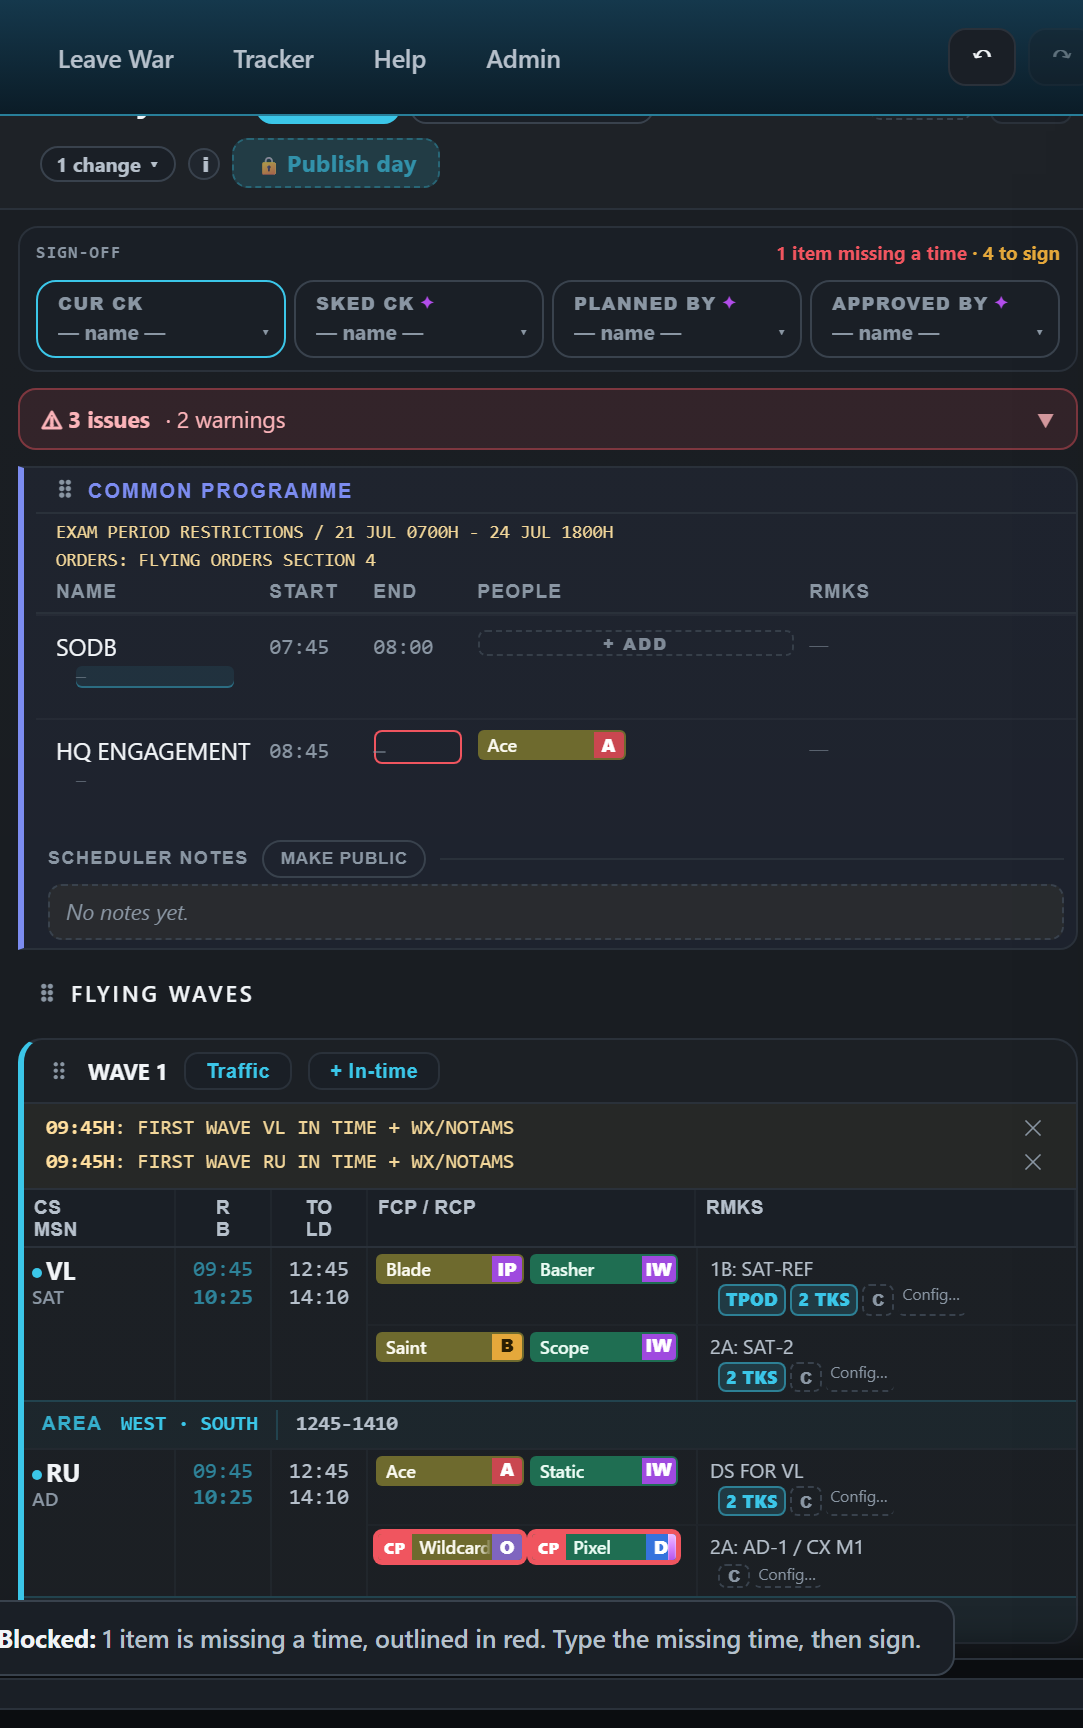 Leave War Tracker Help Admin
1 change ▾ i 🔒 Publish day
SIGN-OFF 1 item missing a time · 4 to sign
CUR CK SKED CK ✦ PLANNED BY ✦ APPROVED BY ✦
— name — ▾ — name — ▾ — name — ▾ — name — ▾
⚠ 3 issues · 2 warnings ▼
COMMON PROGRAMME
EXAM PERIOD RESTRICTIONS / 21 JUL 0700H - 24 JUL 1800H
ORDERS: FLYING ORDERS SECTION 4
NAME START END PEOPLE RMKS
SODB 07:45 08:00 + ADD —
—
HQ ENGAGEMENT 08:45 — Ace A —
—
SCHEDULER NOTES MAKE PUBLIC
No notes yet.
FLYING WAVES
WAVE 1 Traffic + In-time
09:45H: FIRST WAVE VL IN TIME + WX/NOTAMS
09:45H: FIRST WAVE RU IN TIME + WX/NOTAMS
CS R TO FCP / RCP RMKS
MSN B LD
VL 09:45 12:45 Blade IP Basher IW 1B: SAT-REF
SAT 10:25 14:10 TPOD 2 TKS C Config...
Saint B Scope IW 2A: SAT-2
2 TKS C Config...
AREA WEST · SOUTH 1245-1410
RU 09:45 12:45 Ace A Static IW DS FOR VL
AD 10:25 14:10 2 TKS C Config...
CP Wildcard O CP Pixel D 2A: AD-1 / CX M1
C Config...
Blocked: 1 item is missing a time, outlined in red. Type the missing time, then sign.